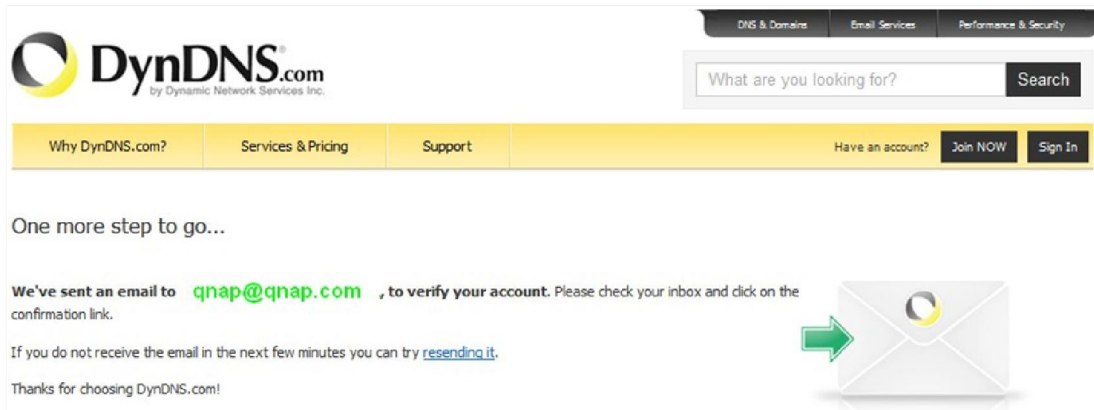 DNS & Domains Email Services Performance & Security
DynDNS.com
by Dynamic Network Services Inc.
What are you looking for? Search
Why DynDNS.com? Services & Pricing Support Have an account? Join NOW Sign In
One more step to go...
We've sent an email to qnap@qnap.com , to verify your account. Please check your inbox and click on the
confirmation link.
If you do not receive the email in the next few minutes you can try resending it.
Thanks for choosing DynDNS.com!